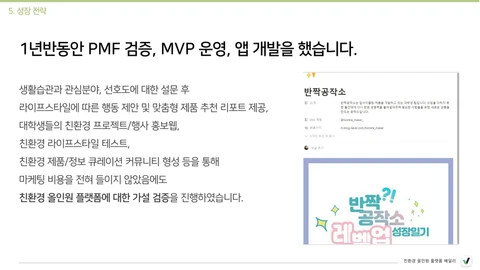 5. 성장 전략
1년반동안 PMF 검증, MVP 운영, 앱 개발을 했습니다.
생활습관과 관심분야, 선호도에 대한 설문 후
라이프스타일에 따른 행동 제안 및 맞춤형 제품 추천 리포트 제공,
대학생들의 친환경 프로젝트/행사 홍보웹,
친환경 라이프스타일 테스트,
친환경 제품/정보 큐레이션 커뮤니티 형성 등을 통해
마케팅 비용을 전혀 들이지 않았음에도
친환경 올인원 플랫폼에 대한 가설 검증을 진행하였습니다.
반짝공작소
반짝?!
공작소
레벨업
성장일기
친환경 올인원 플랫폼